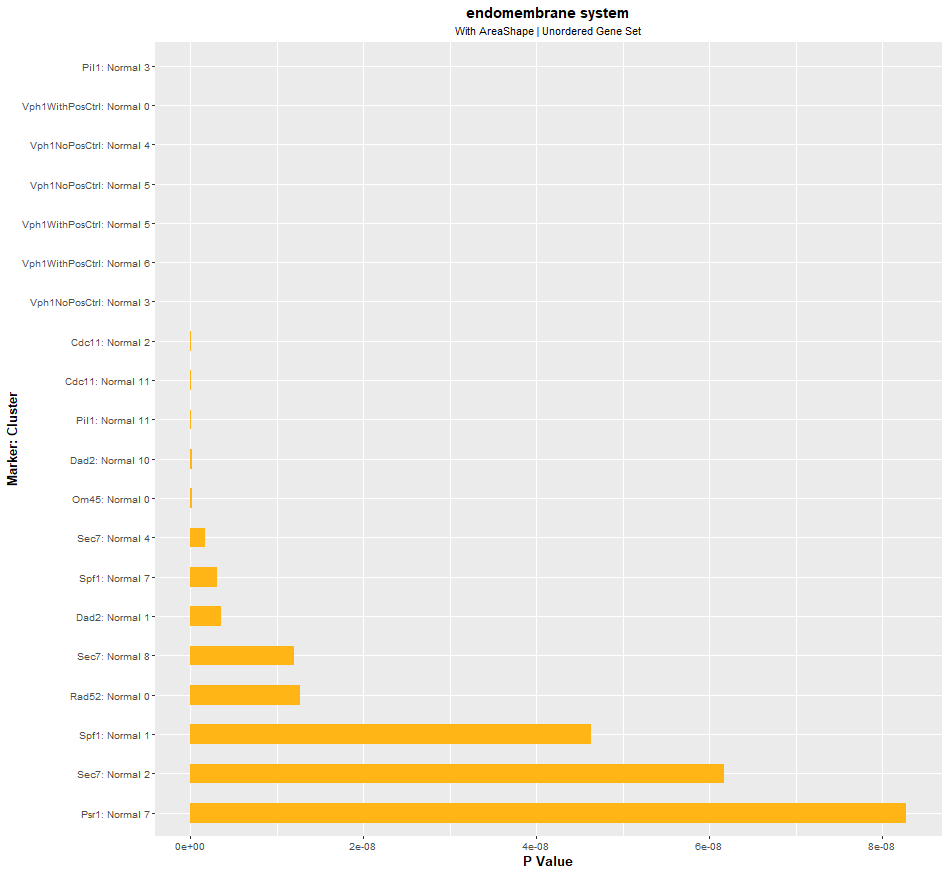 endomembrane system
With AreaShape | Unordered Gene Set
Marker: Cluster
Pil1: Normal 3
Vph1WithPosCtrl: Normal 0
Vph1NoPosCtrl: Normal 4
Vph1NoPosCtrl: Normal 5
Vph1WithPosCtrl: Normal 5
Vph1WithPosCtrl: Normal 6
Vph1NoPosCtrl: Normal 3
Cdc11: Normal 2
Cdc11: Normal 11
Pil1: Normal 11
Dad2: Normal 10
Om45: Normal 0
Sec7: Normal 4
Spf1: Normal 7
Dad2: Normal 1
Sec7: Normal 8
Rad52: Normal 0
Spf1: Normal 1
Sec7: Normal 2
Psr1: Normal 7
0e+00 2e-08 4e-08 6e-08 8e-08
P Value